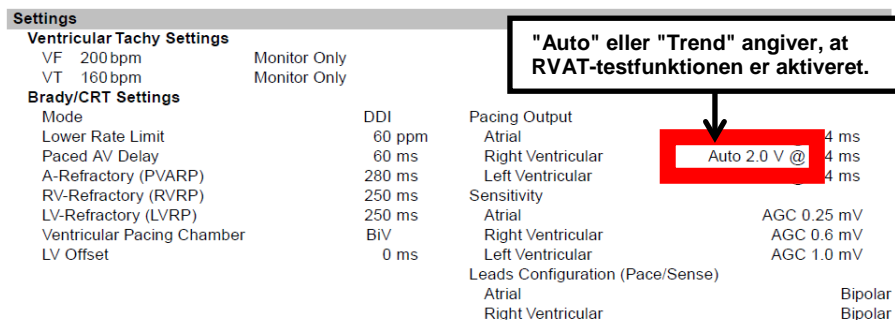 Settings
Ventricular Tachy Settings
VF 200 bpm Monitor Only
VT 160 bpm Monitor Only
Brady/CRT Settings
Mode DDI
Lower Rate Limit 60 ppm
Paced AV Delay 60 ms
A-Refractory (PVARP) 280 ms
RV-Refractory (RVRP) 250 ms
LV-Refractory (LVRP) 250 ms
Ventricular Pacing Chamber BiV
LV Offset 0 ms
"Auto" eller "Trend" angiver, at
RVAT-testfunktionen er aktiveret.
Pacing Output
Atrial 4 ms
Right Ventricular Auto 2.0 V @ 4 ms
Left Ventricular 4 ms
Sensitivity
Atrial AGC 0.25 mV
Right Ventricular AGC 0.6 mV
Left Ventricular AGC 1.0 mV
Leads Configuration (Pace/Sense)
Atrial Bipolar
Right Ventricular Bipolar